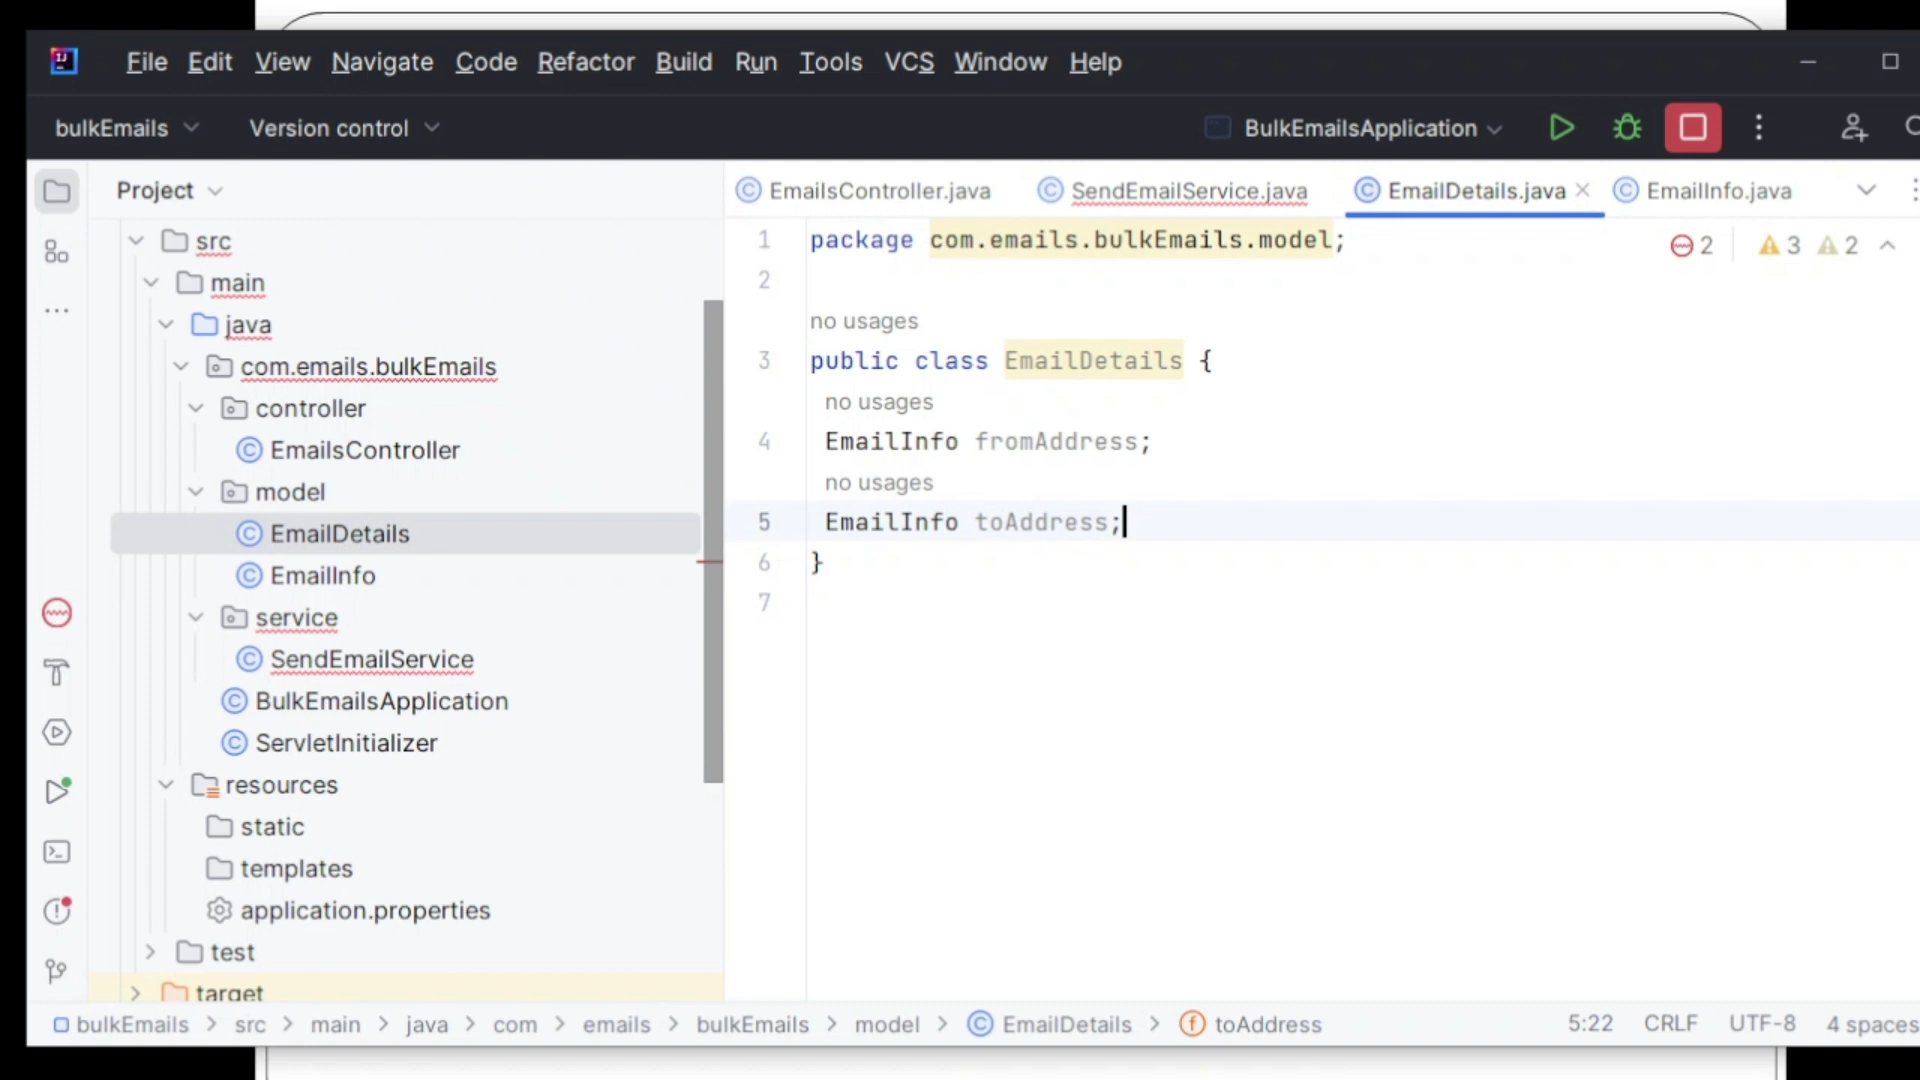 File Edit View Navigate Code Refactor Build Run Tools VCS Window Help
bulkEmails Version control BulkEmailsApplication
Project
EmailsController.java SendEmailService.java EmailDetails.java EmailInfo.java
src
main
java
com.emails.bulkEmails
controller
EmailsController
model
EmailDetails
EmailInfo
service
SendEmailService
BulkEmailsApplication
ServletInitializer
resources
static
templates
application.properties
test
target
1 package com.emails.bulkEmails.model;
2 3 2
2
no usages
3 public class EmailDetails {
no usages
4 EmailInfo fromAddress;
no usages
5 EmailInfo toAddress;
6 }
7
bulkEmails > src > main > java > com > emails > bulkEmails > model > EmailDetails > toAddress 5:22 CRLF UTF-8 4 spaces